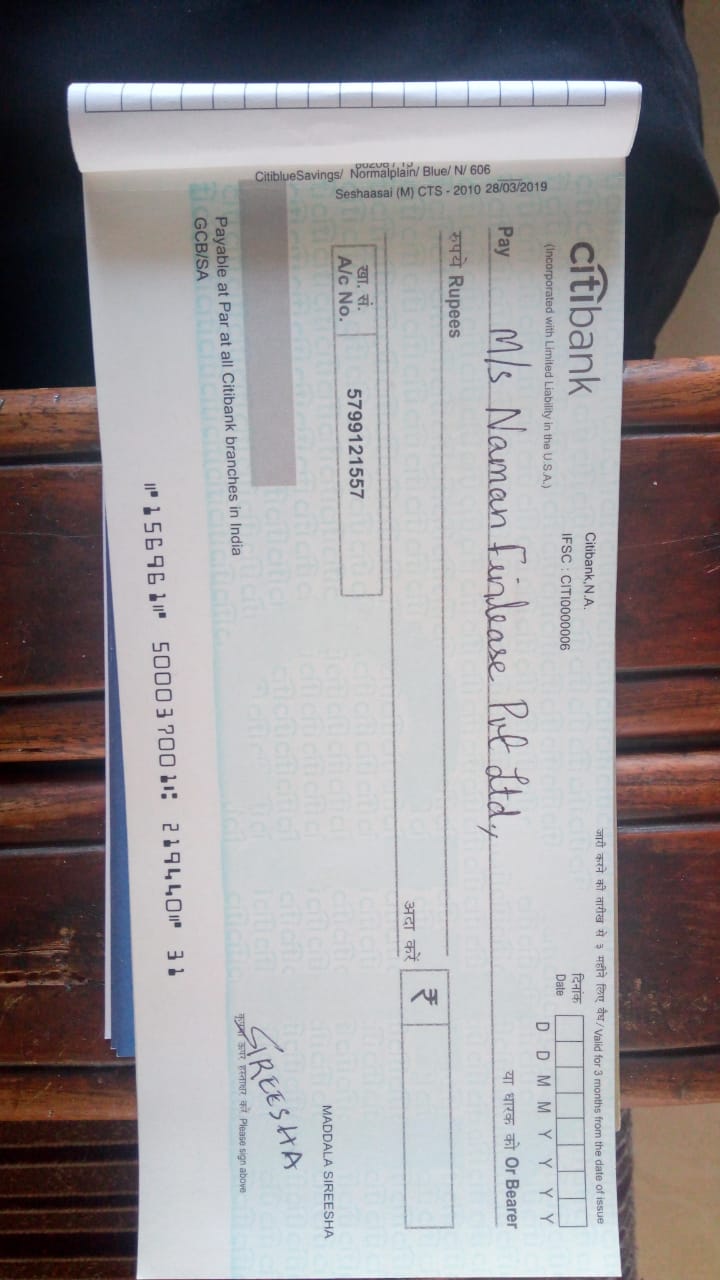 662067, 15
CitiblueSavings/ Normalplain/ Blue/ N/ 606
Seshaasai (M) CTS - 2010 28/03/2019
citibank
(Incorporated with Limited Liability in the U.S.A.)
Citibank,N.A.
IFSC : CITI0000006
जारी करने की तारीख से 3 महीने लिए वैध / Valid for 3 months from the date of issue
दिनांक
Date
D D M M Y Y Y Y
Pay M/s Naman Finlease Pvt Ltd,,
या धारक को Or Bearer
रुपये Rupees
अदा करें ₹
खा. सं.
A/c No. 5799121557
MADDALA SIREESHA
SIREESHA
कृपया ऊपर हस्ताक्षर करें Please sign above
Payable at Par at all Citibank branches in India
GCB/SA
⑈156961⑈ 500037001⑆ 219440⑈ 31